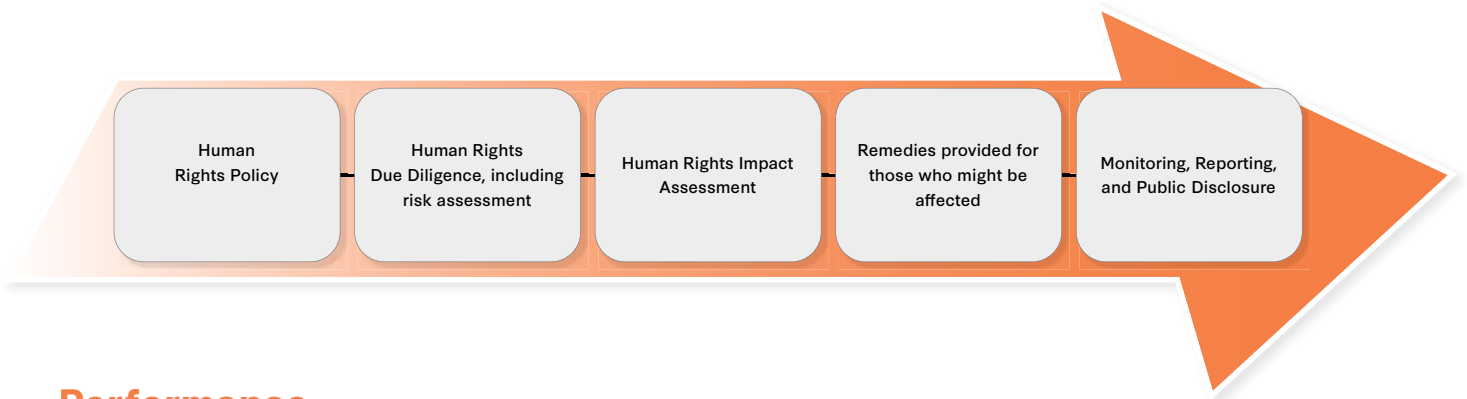 Human
Rights Policy
Human Rights
Due Diligence, including
risk assessment
Human Rights Impact
Assessment
Remedies provided for
those who might be
affected
Monitoring, Reporting,
and Public Disclosure
Performance